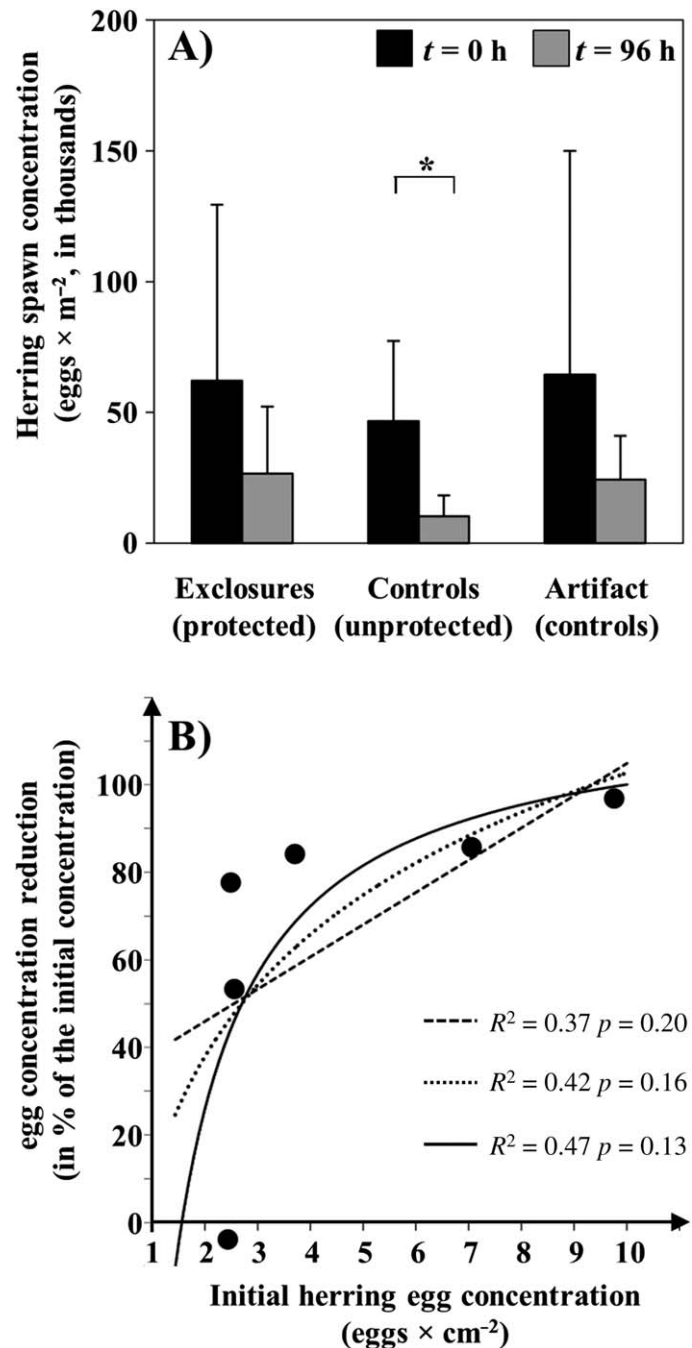 200
150
100
50
0
Herring spawn concentration
(eggs × m⁻², in thousands)
A)
t = 0 h
t = 96 h
*
Exclosures
(protected)
Controls
(unprotected)
Artifact
(controls)
B)
egg concentration reduction
(in % of the initial concentration)
100
80
60
40
20
0
R² = 0.37 p = 0.20
R² = 0.42 p = 0.16
R² = 0.47 p = 0.13
1 2 3 4 5 6 7 8 9 10
Initial herring egg concentration
(eggs × cm⁻²)